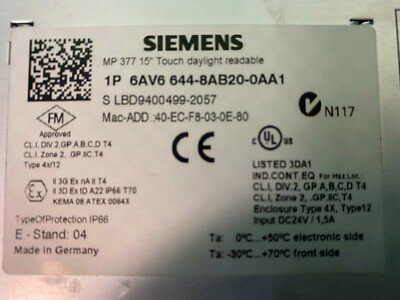 SIEMENS
MP 377 15" Touch daylight readable
1P 6AV6 644-8AB20-0AA1
S LBD9400499-2057
Mac-ADD.:40-EC-F8-03-0E-80
N117
FM
Approved
CL.I, DIV.2,GP.A,B,C,D T4
CL.I, Zone 2, .GP.IIC,T4
Type 4x/12
C UL US
LISTED 3DA1
IND.CONT.EQ For Haz.Loc.:
CL.I, DIV.2,GP.A,B,C,D T4
CL.I, Zone 2, .GP.IIC,T4
Enclosure Type 4X, Type12
Input DC24V / 1,5A
Ex
II 3G Ex nA II T4
II 3D Ex tD A22 IP66 T70
KEMA 08 ATEX 0064X
TypeOfProtection IP66
E - Stand: 04
Made in Germany
Ta: 0°C...+50°C electronic side
Ta: -30°C...+70°C front side